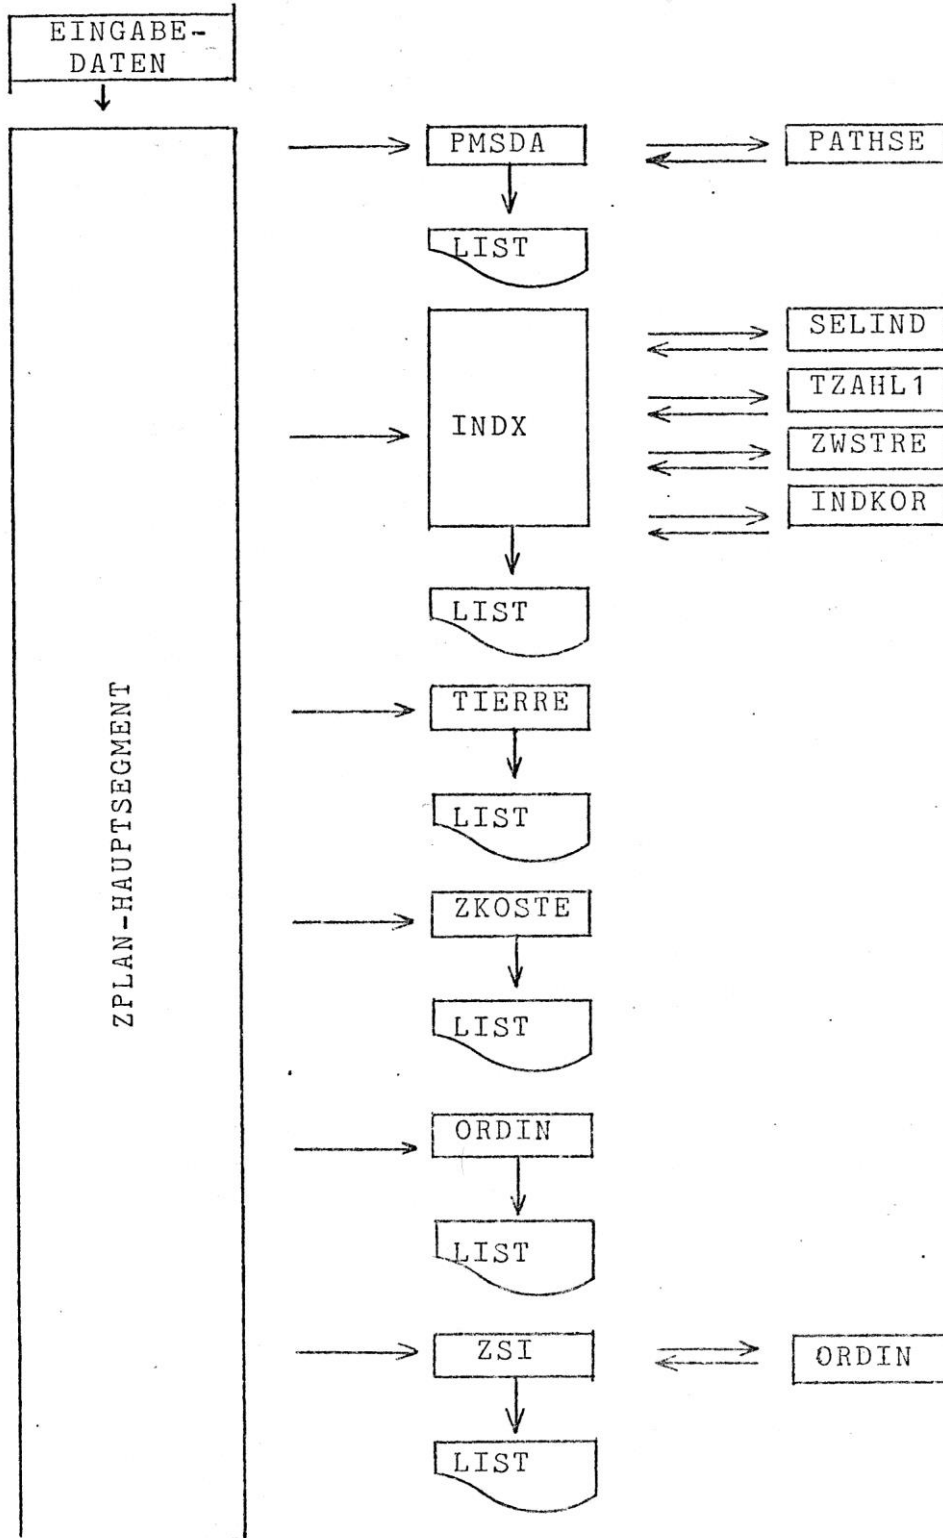 EINGABE-
DATEN
PMSDA
PATHSE
LIST
INDX
SELIND
TZAHL1
ZWSTRE
INDKOR
LIST
TIERRE
LIST
ZPLAN-HAUPTSEGMENT
ZKOSTE
LIST
ORDIN
LIST
ZSI
ORDIN
LIST